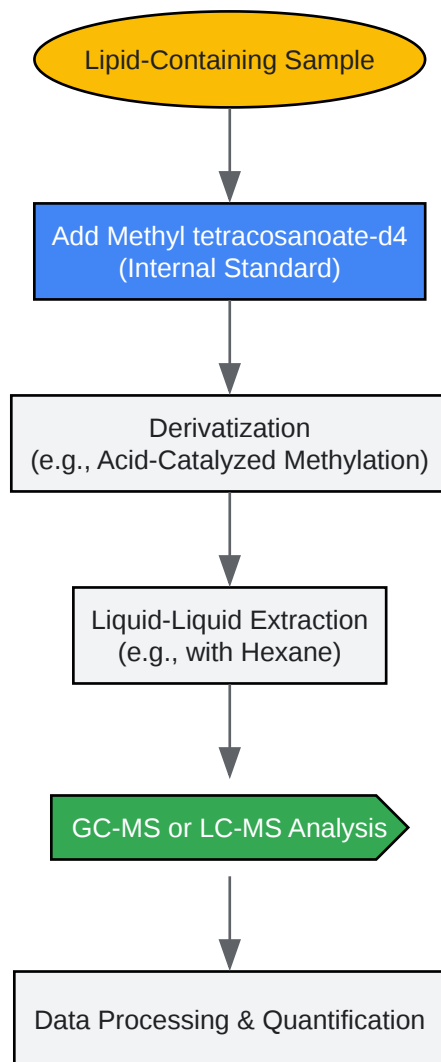 Lipid-Containing Sample
Add Methyl tetracosanoate-d4
(Internal Standard)
Derivatization
(e.g., Acid-Catalyzed Methylation)
Liquid-Liquid Extraction
(e.g., with Hexane)
GC-MS or LC-MS Analysis
Data Processing & Quantification